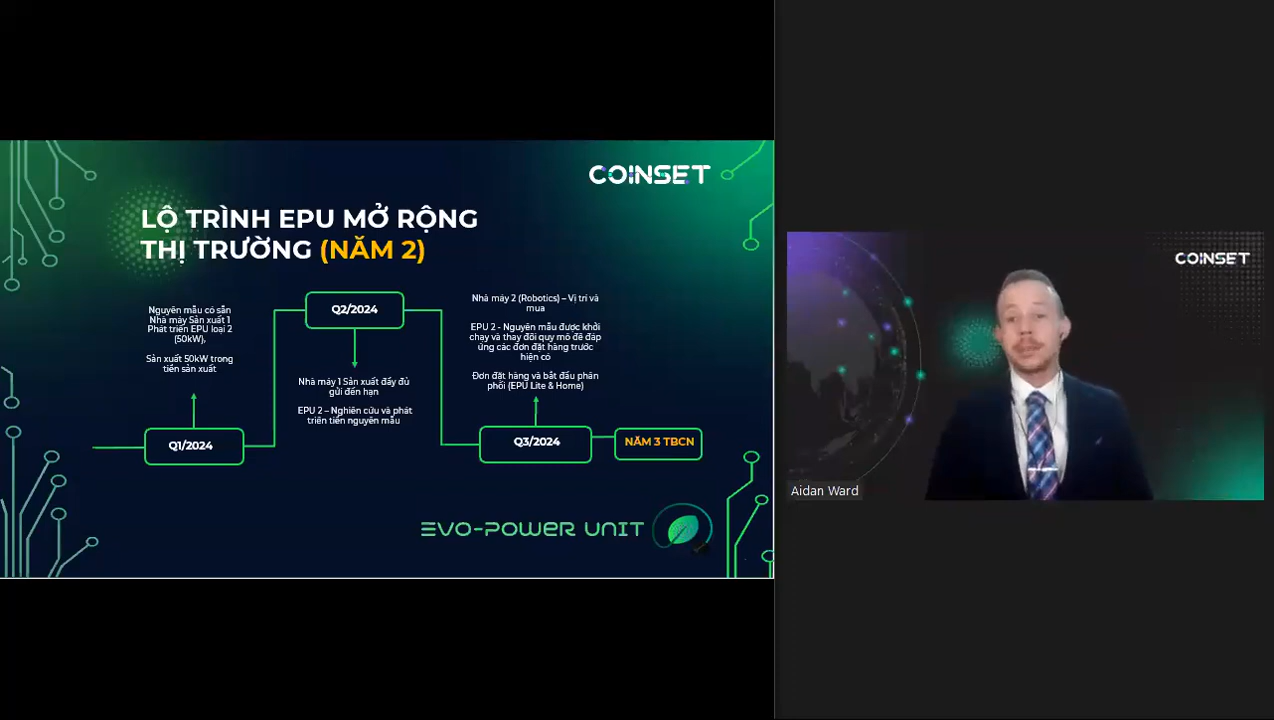 COINSET
LỘ TRÌNH EPU MỞ RỘNG
THỊ TRƯỜNG (NĂM 2)
Nguyên mẫu có sẵn
Nhà máy Sản xuất 1
Phát triển EPU loại 2
(50kW),
Sản xuất 50kW trong
tiền sản xuất
Q1/2024
Q2/2024
Nhà máy 1 Sản xuất đầy đủ
gửi đến hạn
EPU 2 – Nghiên cứu và phát
triển tiền nguyên mẫu
Nhà máy 2 (Robotics) – Vị trí và
mua
EPU 2 - Nguyên mẫu được khởi
chạy và thay đổi quy mô để đáp
ứng các đơn đặt hàng trước
hiện có
Đơn đặt hàng và bắt đầu phân
phối (EPU Lite & Home)
Q3/2024
NĂM 3 TBCN
EVO-POWER UNIT
COINSET
Aidan Ward